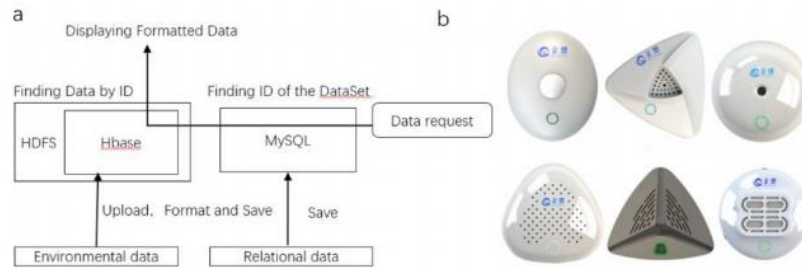 a
Displaying Formatted Data
Finding Data by ID
Finding ID of the DataSet
HDFS
Hbase
MySQL
Data request
Upload、Format and Save
Save
Environmental data
Relational data
b